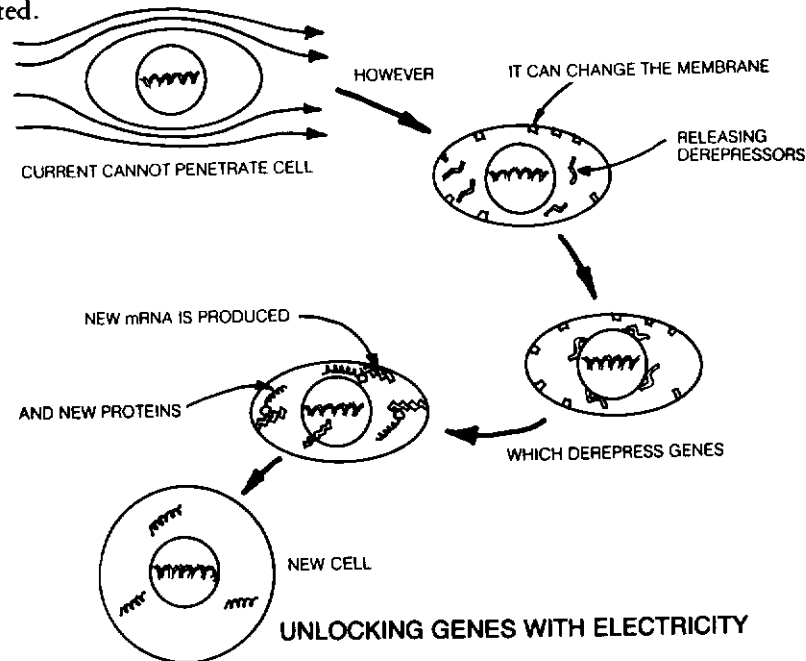 ted.
HOWEVER
IT CAN CHANGE THE MEMBRANE
RELEASING
DEREPRESSORS
CURRENT CANNOT PENETRATE CELL
NEW mRNA IS PRODUCED
AND NEW PROTEINS
WHICH DEREPRESS GENES
NEW CELL
UNLOCKING GENES WITH ELECTRICITY